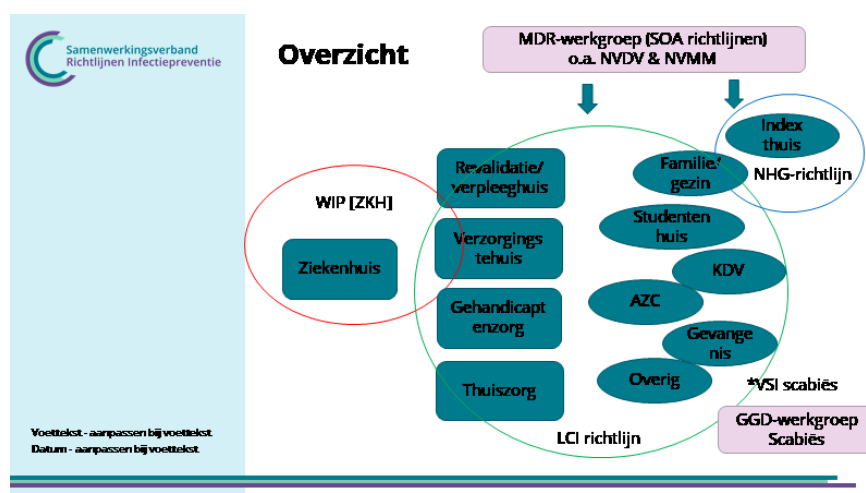 Samenwerkingsverband
Richtlijnen Infectiepreventie
Overzicht
MDR-werkgroep (SOA richtlijnen)
o.a. NVDV & NVMM
Index
thuis
NHG-richtlijn
Familie/
gezin
Revalidatie/
verpleeghuis
WIP [ZKH]
Studenten
huis
Verzorgings
tehuis
Ziekenhuis
KDV
AZC
Gehandicapt
enzorg
Gevange
nis
Overig
Thuiszorg
*VSI scabiës
GGD-werkgroep
Scabiës
LCI richtlijn
Voettekst - aanpassen bij voettekst
Datum - aanpassen bij voettekst